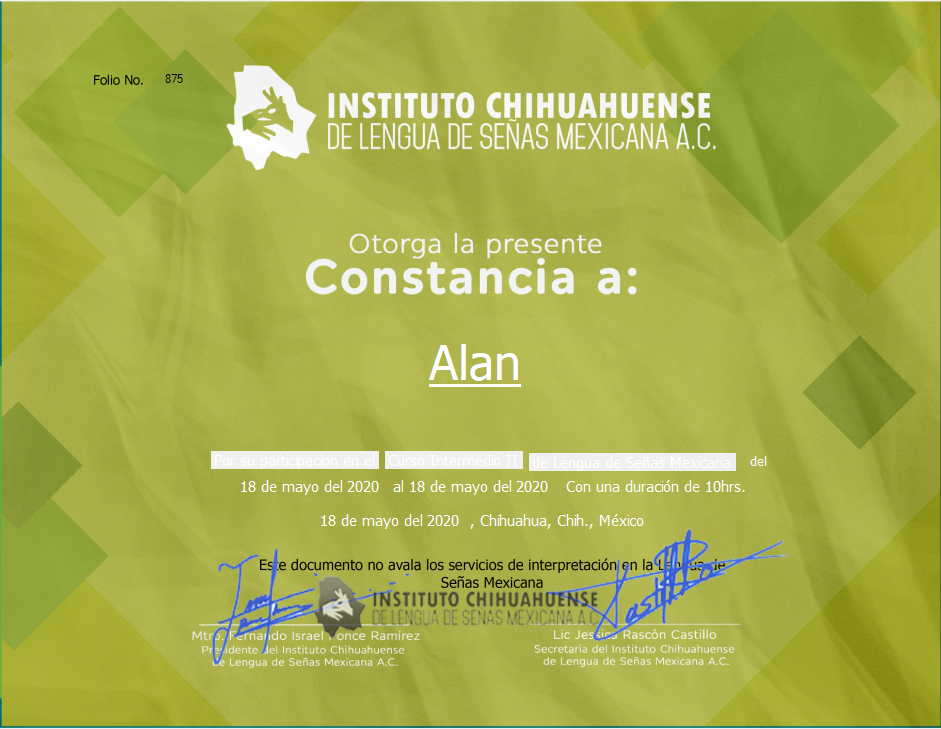 Folio No. 875
INSTITUTO CHIHUAHUENSE
DE LENGUA DE SEÑAS MEXICANA A.C.
Otorga la presente
Constancia a:
Alan
Por su participacion en el Curso Intermedio II de Lengua de Señas Mexicana del
18 de mayo del 2020 al 18 de mayo del 2020 Con una duración de 10hrs.
18 de mayo del 2020 , Chihuahua, Chih., México
Este documento no avala los servicios de interpretación en la Lengua de
Señas Mexicana
INSTITUTO CHIHUAHUENSE
DE LENGUA DE SEÑAS MEXICANA A.C.
Mtro. Fernando Israel Ponce Ramírez
Presidente del Instituto Chihuahuense
de Lengua de Señas Mexicana A.C.
Lic Jessica Rascón Castillo
Secretaria del Instituto Chihuahuense
de Lengua de Señas Mexicana A.C.